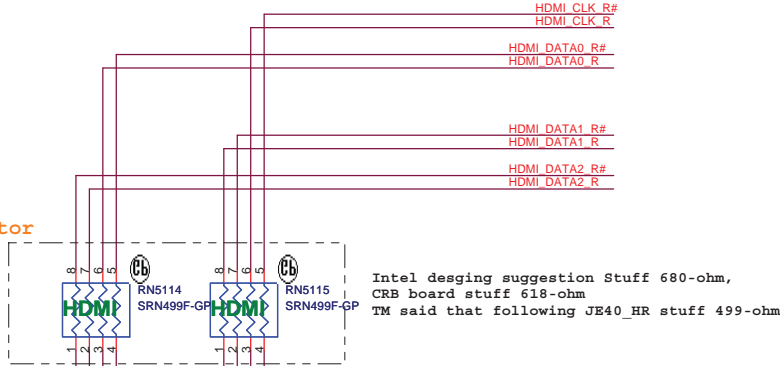 HDMI_CLK_R#
HDMI_CLK_R
HDMI_DATA0_R#
HDMI_DATA0_R
HDMI_DATA1_R#
HDMI_DATA1_R
HDMI_DATA2_R#
HDMI_DATA2_R
tor
8 7 6 5
8 7 6 5
RN5114
SRN499F-GP
HDMI
RN5115
SRN499F-GP
HDMI
1 2 3 4
1 2 3 4
Intel desging suggestion Stuff 680-ohm,
CRB board stuff 618-ohm
TM said that following JE40_HR stuff 499-ohm